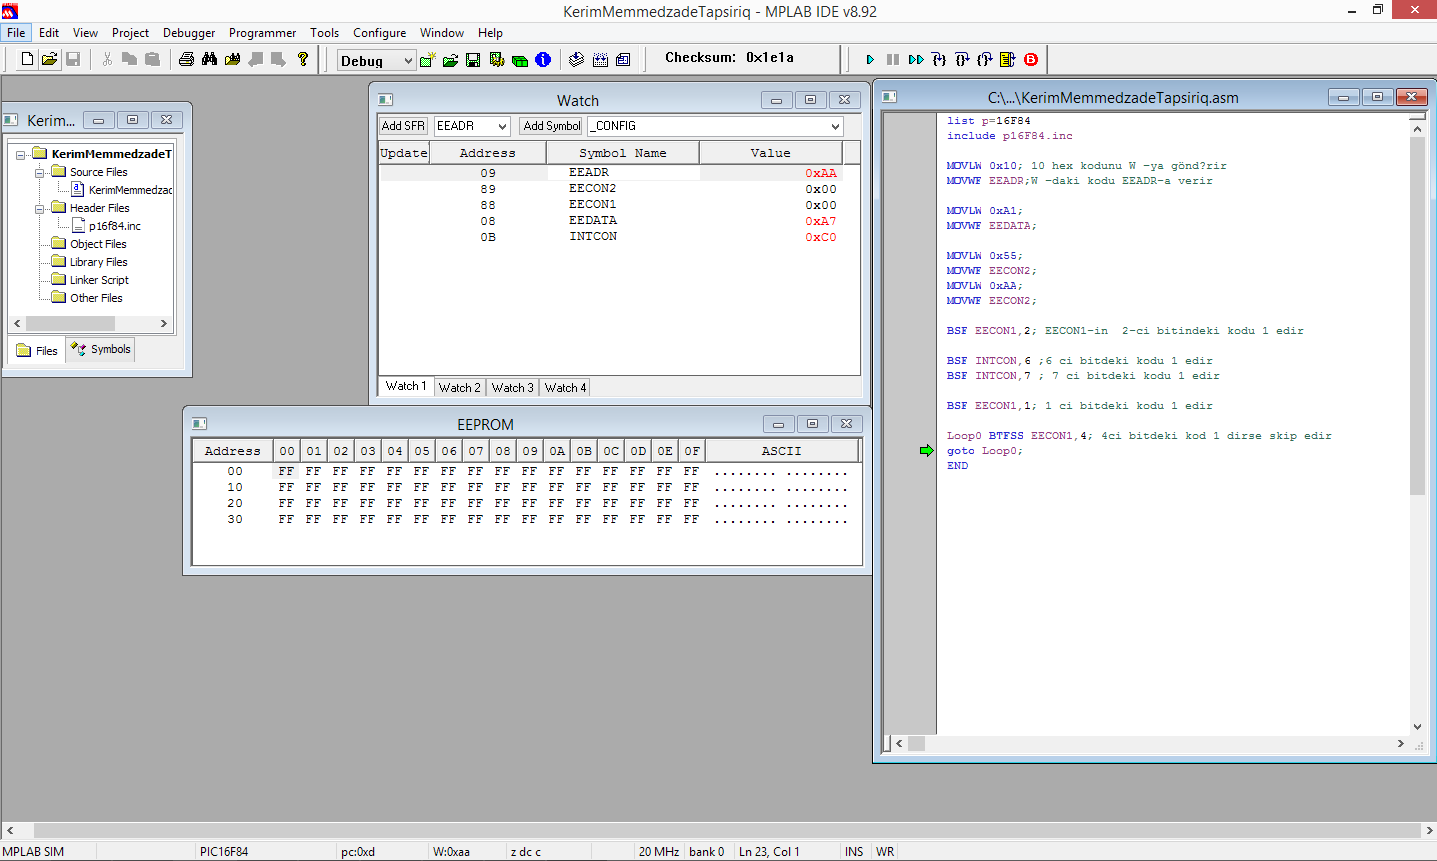 KerimMemmedzadeTapsiriq - MPLAB IDE v8.92
File Edit View Project Debugger Programmer Tools Configure Window Help
Debug Checksum: 0x1e1a
Kerim...
KerimMemmedzadeT
Source Files
KerimMemmedzac
Header Files
p16f84.inc
Object Files
Library Files
Linker Script
Other Files
Files Symbols
Watch
Add SFR EEADR Add Symbol _CONFIG
Update Address Symbol Name Value
09 EEADR 0xAA
89 EECON2 0x00
88 EECON1 0x00
08 EEDATA 0xA7
0B INTCON 0xC0
Watch 1 Watch 2 Watch 3 Watch 4
EEPROM
Address 00 01 02 03 04 05 06 07 08 09 0A 0B 0C 0D 0E 0F ASCII
00 FF FF FF FF FF FF FF FF FF FF FF FF FF FF FF FF ........ ........
10 FF FF FF FF FF FF FF FF FF FF FF FF FF FF FF FF ........ ........
20 FF FF FF FF FF FF FF FF FF FF FF FF FF FF FF FF ........ ........
30 FF FF FF FF FF FF FF FF FF FF FF FF FF FF FF FF ........ ........
C:\...\KerimMemmedzadeTapsiriq.asm
list p=16F84
include p16F84.inc
MOVLW 0x10; 10 hex kodunu W -ya gönd?rir
MOVWF EEADR;W -daki kodu EEADR-a verir
MOVLW 0xA1;
MOVWF EEDATA;
MOVLW 0x55;
MOVWF EECON2;
MOVLW 0xAA;
MOVWF EECON2;
BSF EECON1,2; EECON1-in 2-ci bitindeki kodu 1 edir
BSF INTCON,6 ;6 ci bitdeki kodu 1 edir
BSF INTCON,7 ; 7 ci bitdeki kodu 1 edir
BSF EECON1,1; 1 ci bitdeki kodu 1 edir
Loop0 BTFSS EECON1,4; 4ci bitdeki kod 1 dirse skip edir
goto Loop0;
END
MPLAB SIM PIC16F84 pc:0xd W:0xaa z dc c 20 MHz bank 0 Ln 23, Col 1 INS WR